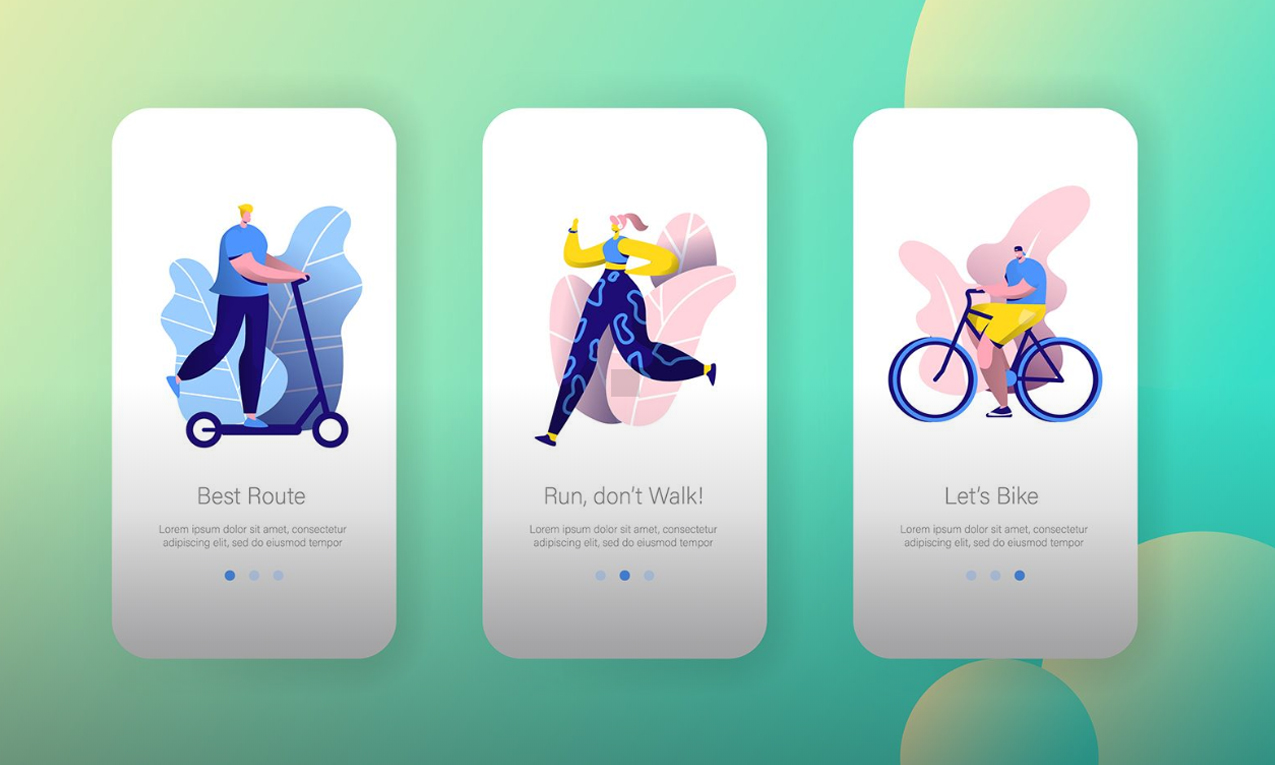 Best Route
Lorem ipsum dolor sit amet, consectetur
adipiscing elit, sed do eiusmod tempor
Run, don't Walk!
Lorem ipsum dolor sit amet, consectetur
adipiscing elit, sed do eiusmod tempor
Let's Bike
Lorem ipsum dolor sit amet, consectetur
adipiscing elit, sed do eiusmod tempor